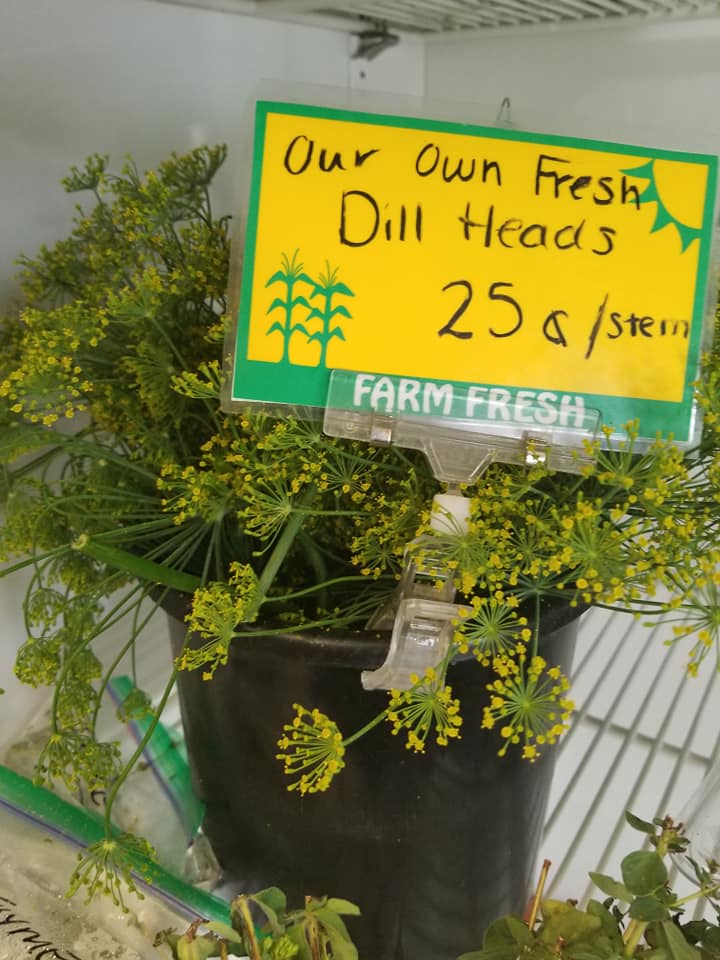 Our Own Fresh
Dill Heads
25 ¢ /stem
FARM FRESH